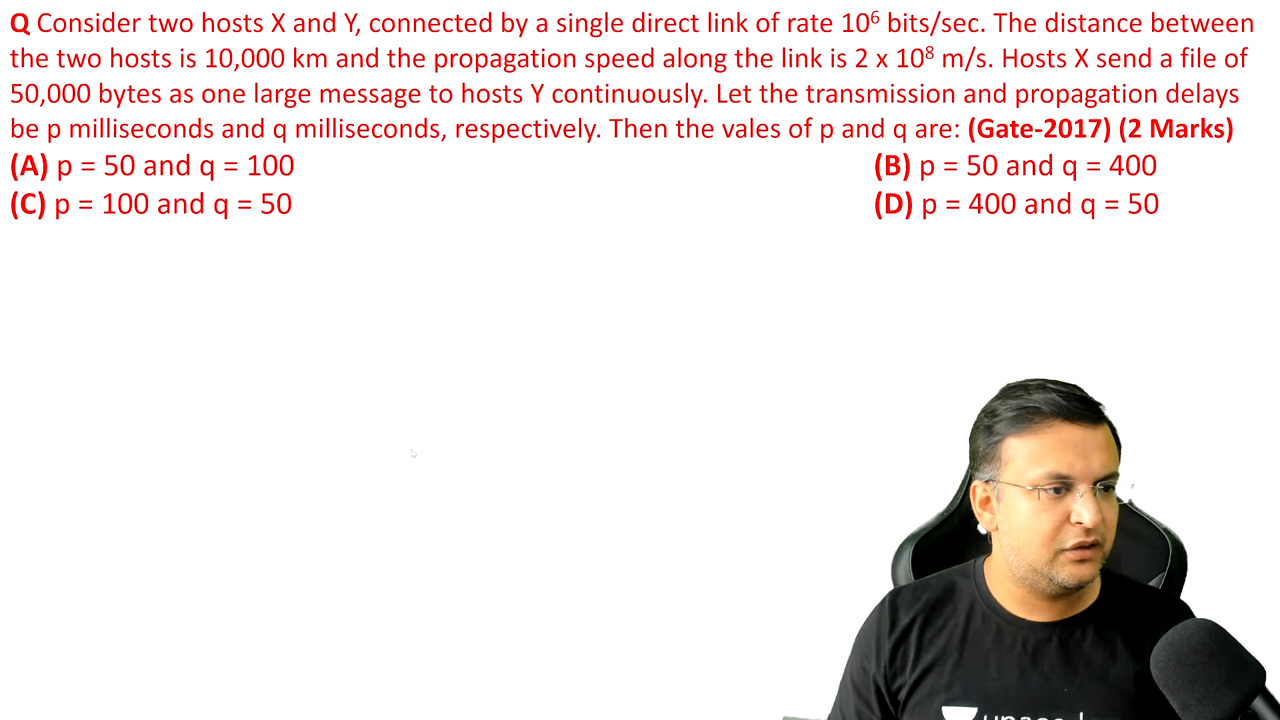 Q Consider two hosts X and Y, connected by a single direct link of rate 10⁶ bits/sec. The distance between
the two hosts is 10,000 km and the propagation speed along the link is 2 x 10⁸ m/s. Hosts X send a file of
50,000 bytes as one large message to hosts Y continuously. Let the transmission and propagation delays
be p milliseconds and q milliseconds, respectively. Then the vales of p and q are: (Gate-2017) (2 Marks)
(A) p = 50 and q = 100 (B) p = 50 and q = 400
(C) p = 100 and q = 50 (D) p = 400 and q = 50